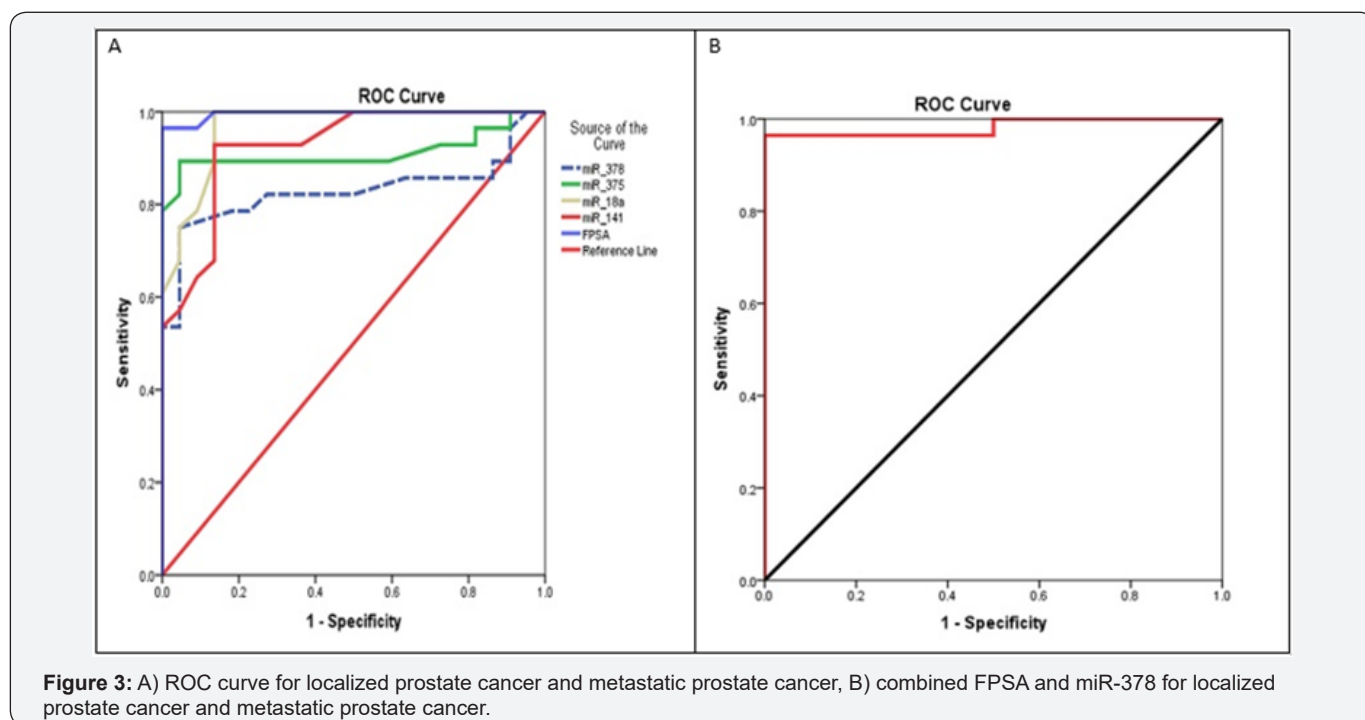 A
ROC Curve
1.0
0.8
0.6
0.4
0.2
0.0
Sensitivity
0.0 0.2 0.4 0.6 0.8 1.0
1 - Specificity
Source of the
Curve
miR_378
miR_375
miR_18a
miR_141
FPSA
Reference Line
B
ROC Curve
1.0
0.8
0.6
0.4
0.2
0.0
Sensitivity
0.0 0.2 0.4 0.6 0.8 1.0
1 - Specificity
Figure 3: A) ROC curve for localized prostate cancer and metastatic prostate cancer, B) combined FPSA and miR-378 for localized
prostate cancer and metastatic prostate cancer.